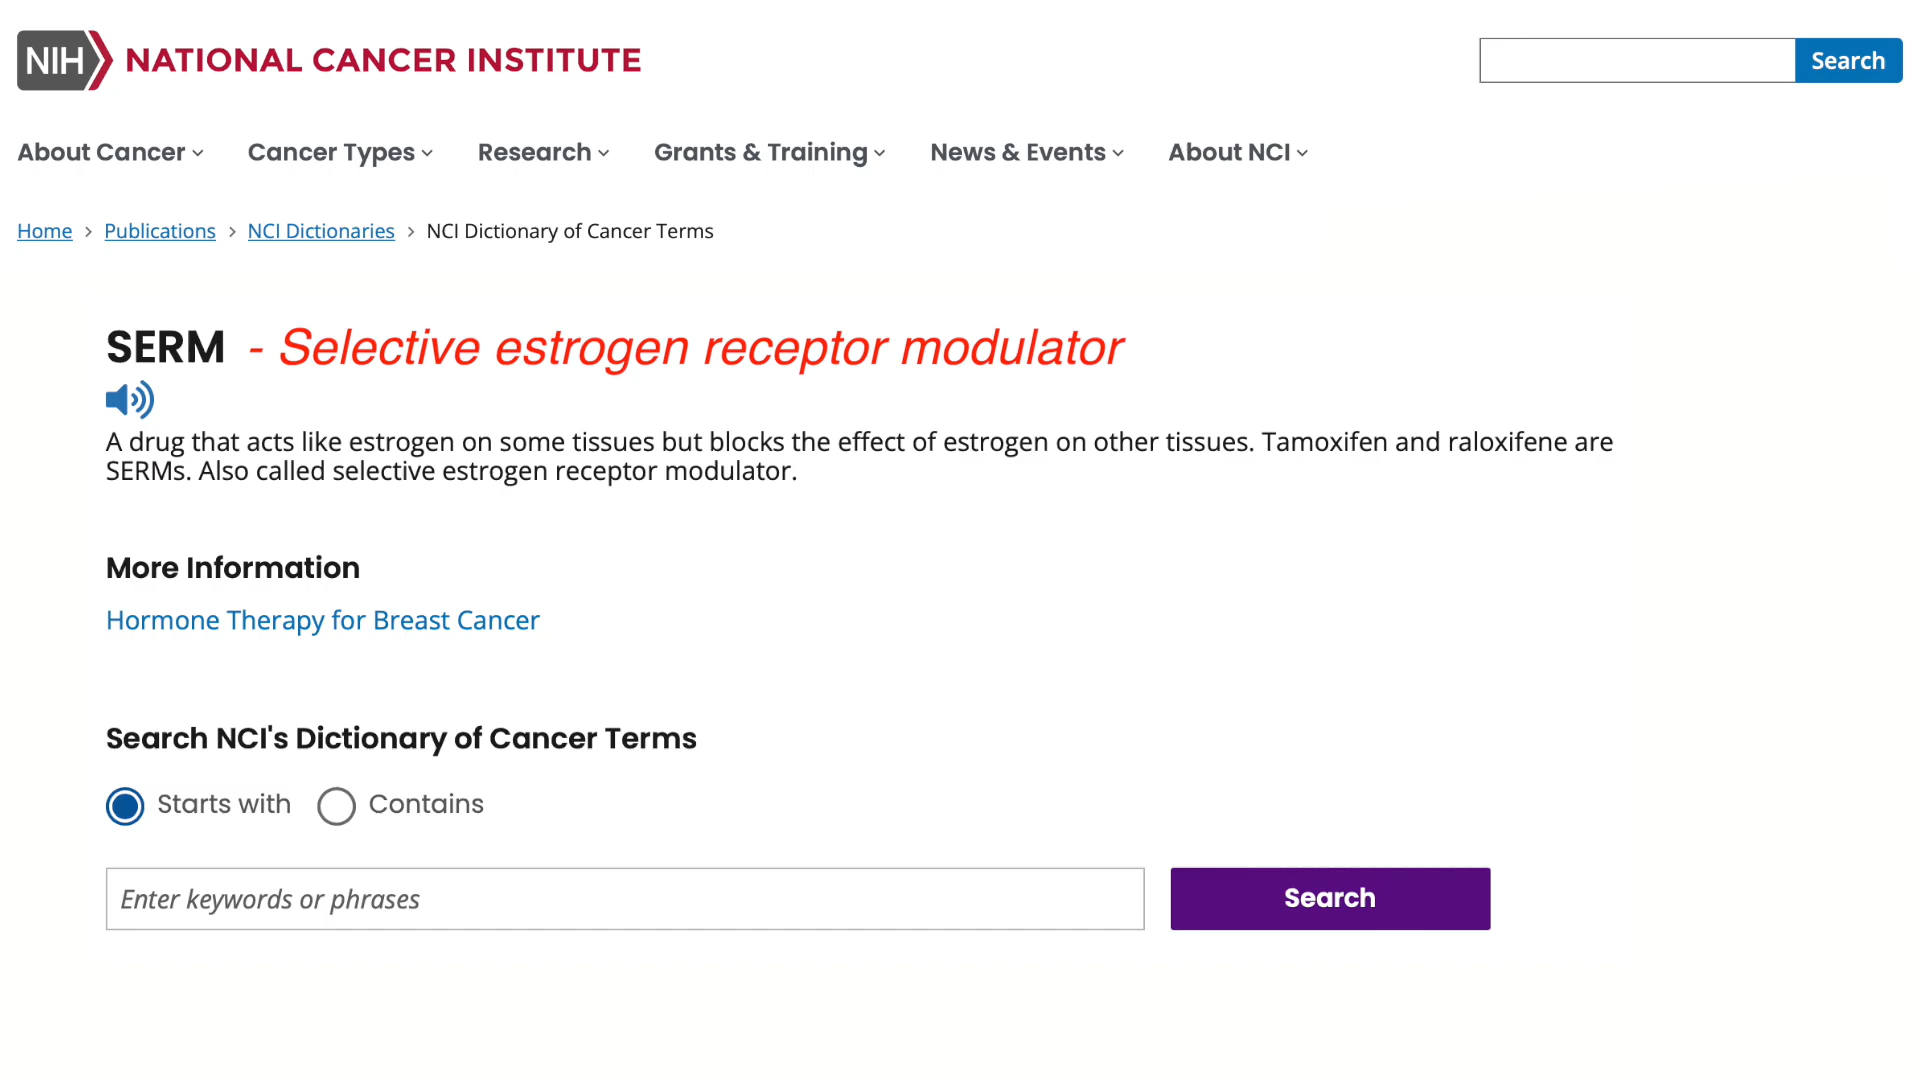 NIH NATIONAL CANCER INSTITUTE
Search
About Cancer Cancer Types Research Grants & Training News & Events About NCI
Home > Publications > NCI Dictionaries > NCI Dictionary of Cancer Terms
SERM - Selective estrogen receptor modulator
A drug that acts like estrogen on some tissues but blocks the effect of estrogen on other tissues. Tamoxifen and raloxifene are
SERMs. Also called selective estrogen receptor modulator.
More Information
Hormone Therapy for Breast Cancer
Search NCI's Dictionary of Cancer Terms
Starts with Contains
Enter keywords or phrases Search